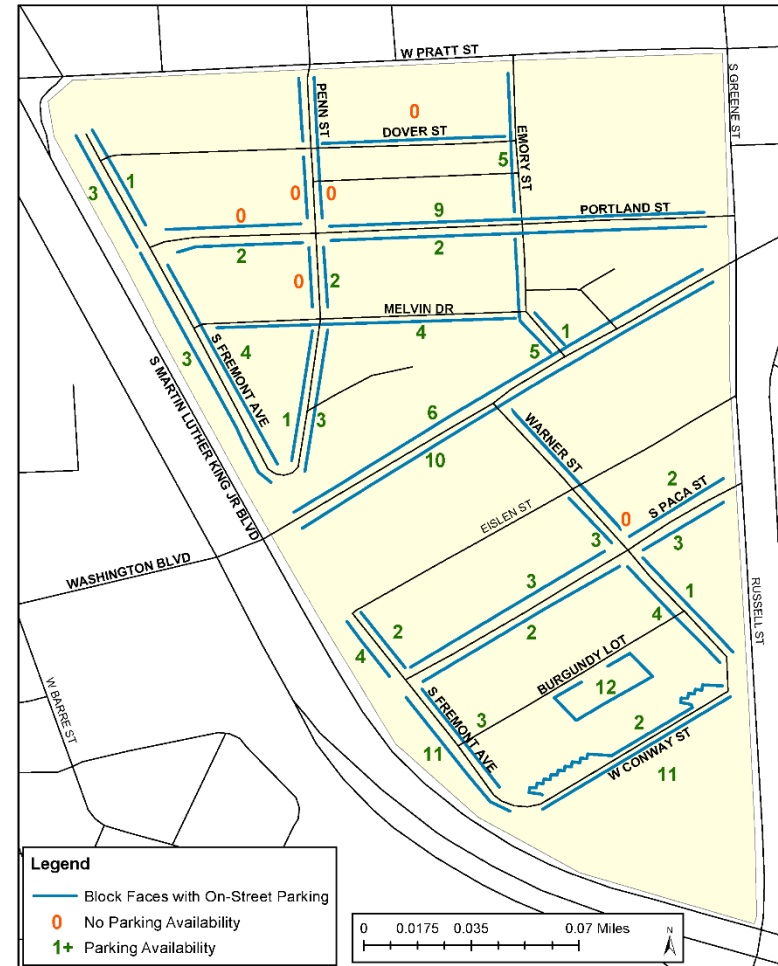 W PRATT ST
S GREENE ST
PENN ST
0
DOVER ST
EMORY ST
5
3
1
0
0
0
9
PORTLAND ST
2
2
0
2
MELVIN DR
4
4
1
5
S FREMONT AVE
3
1
3
6
10
S MARTIN LUTHER KING JR BLVD
WARNER ST
2
S PACA ST
EISLEN ST
0
3
3
WASHINGTON BLVD
3
1
RUSSELL ST
2
2
4
4
BURGUNDY LOT
12
W BARRE ST
S FREMONT AVE
3
11
2
W CONWAY ST
11
Legend
Block Faces with On-Street Parking
0 No Parking Availability
1+ Parking Availability
0 0.0175 0.035 0.07 Miles
N